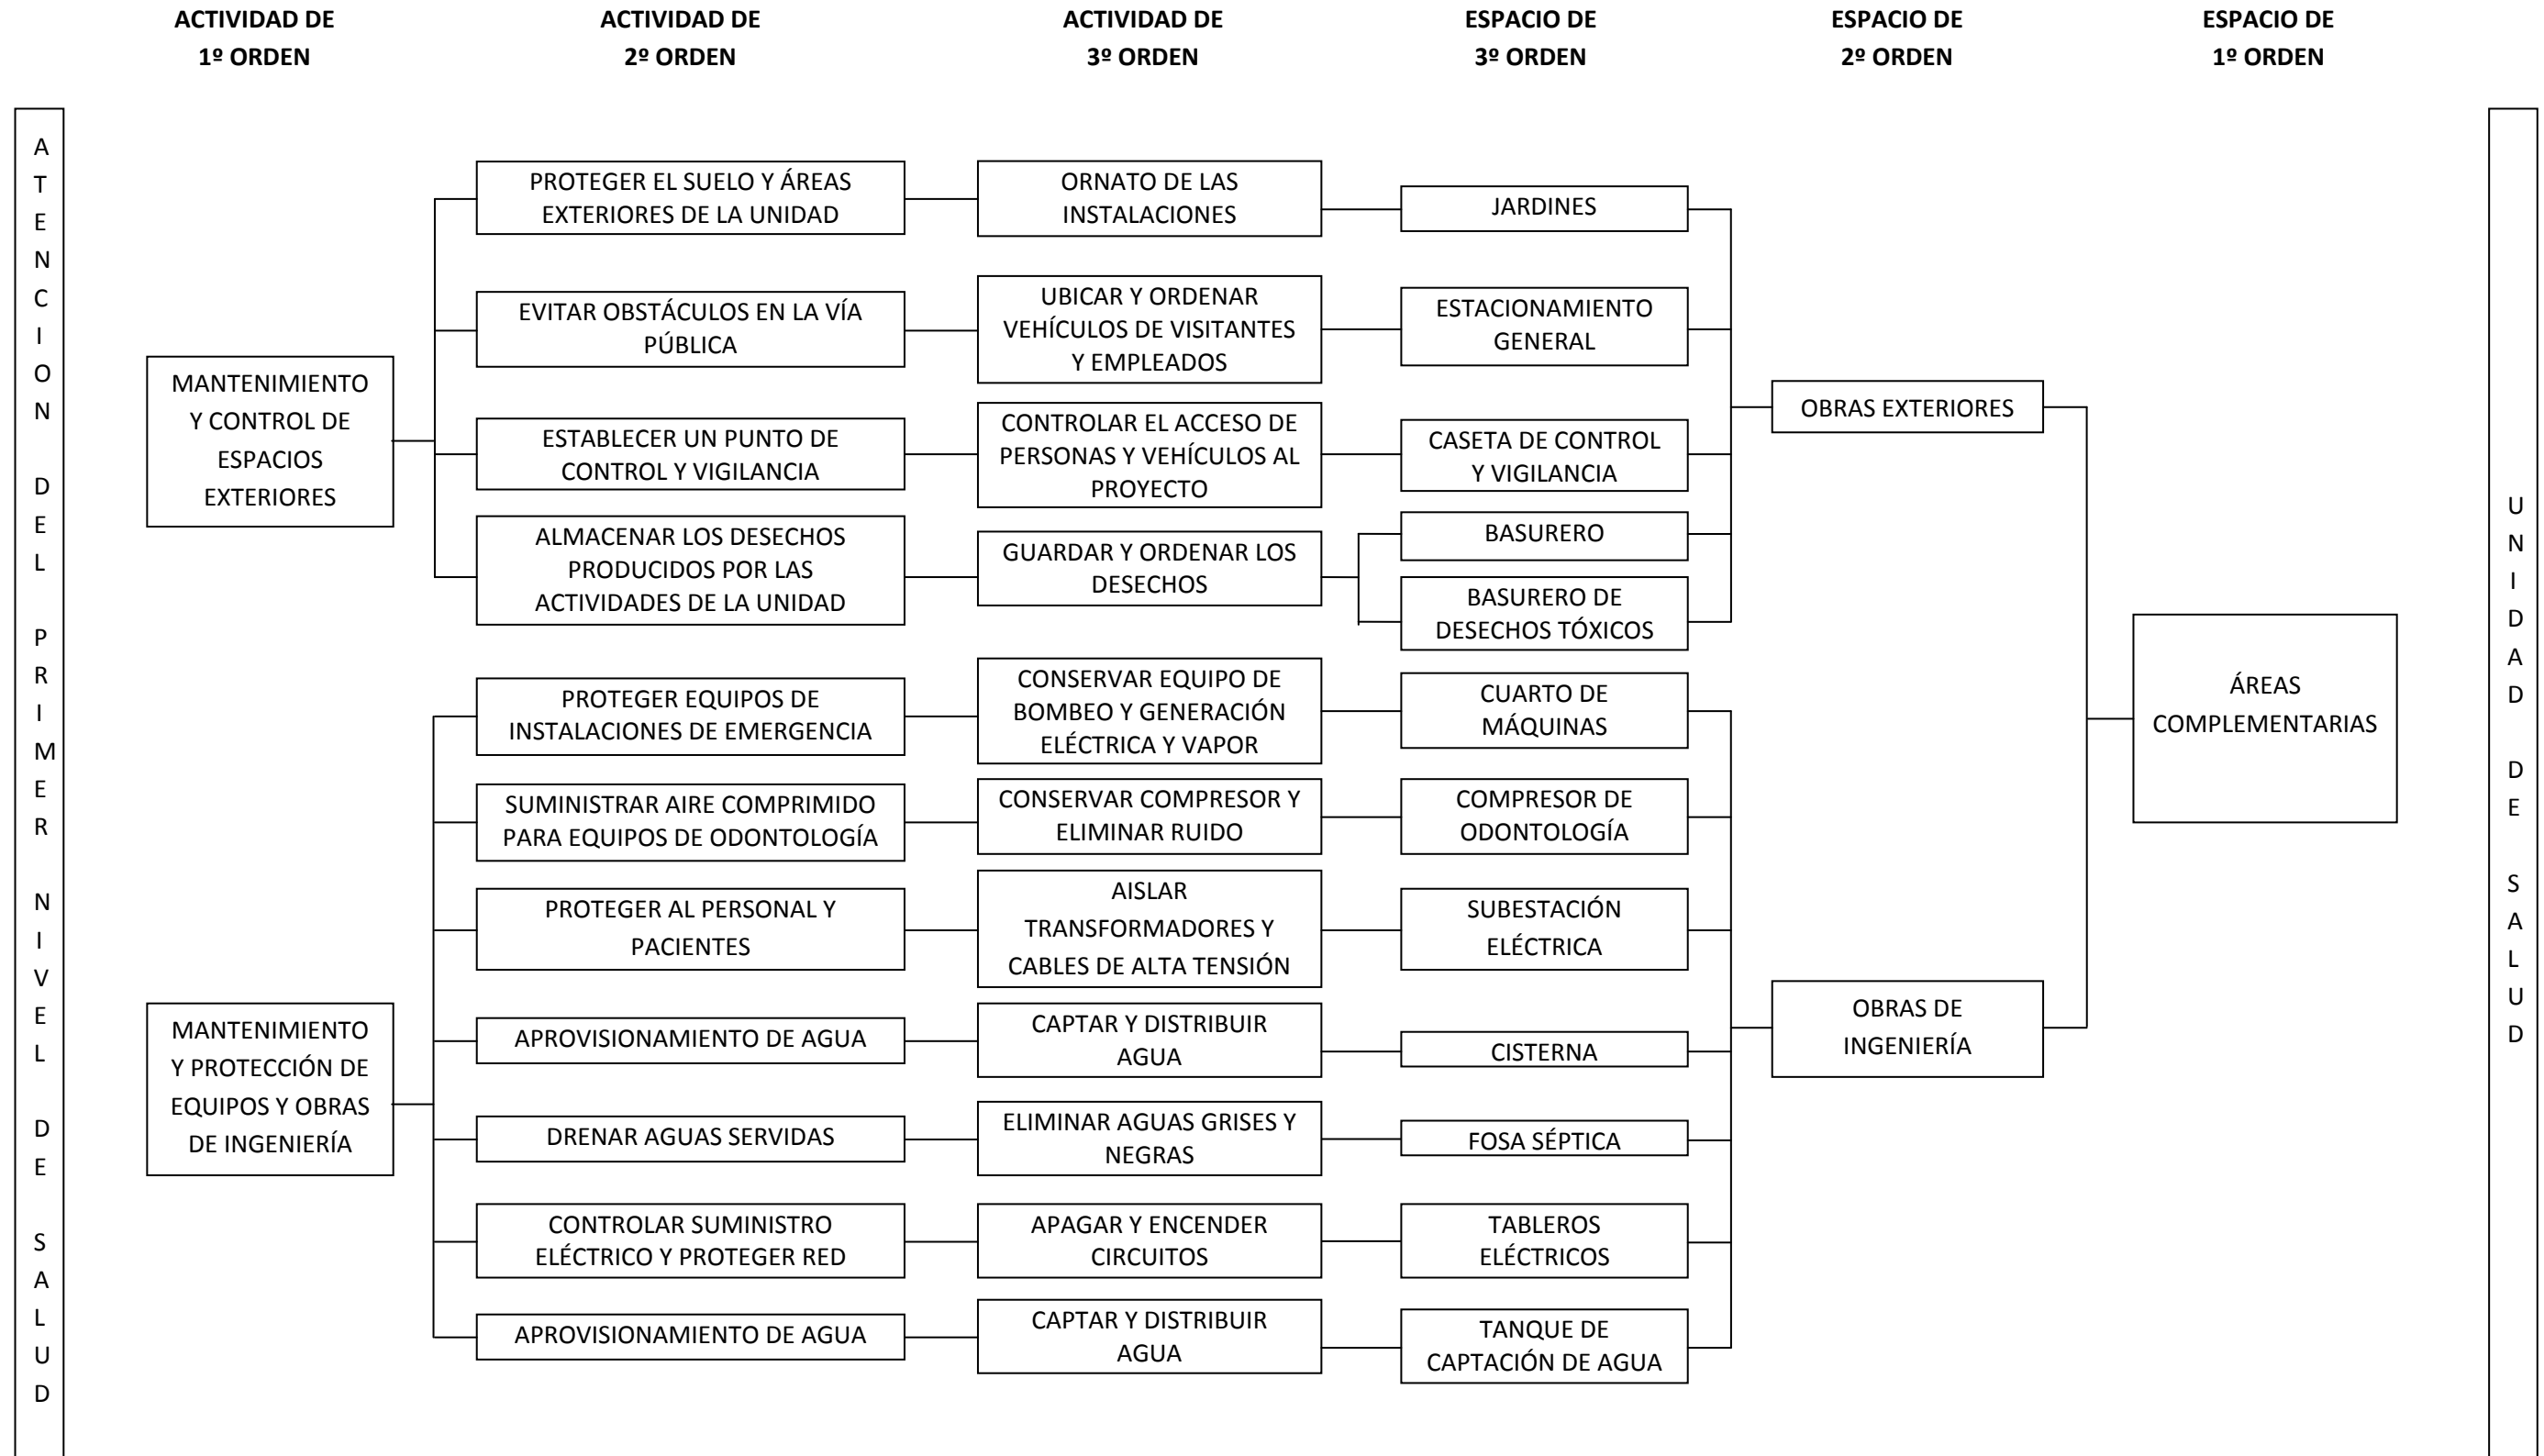 ACTIVIDAD DE
1º ORDEN
ACTIVIDAD DE
2º ORDEN
ACTIVIDAD DE
3º ORDEN
ESPACIO DE
3º ORDEN
ESPACIO DE
2º ORDEN
ESPACIO DE
1º ORDEN
ATENCION DEL PRIMER NIVEL DE SALUD
MANTENIMIENTO
Y CONTROL DE
ESPACIOS
EXTERIORES
PROTEGER EL SUELO Y ÁREAS
EXTERIORES DE LA UNIDAD
ORNATO DE LAS
INSTALACIONES
JARDINES
EVITAR OBSTÁCULOS EN LA VÍA
PÚBLICA
UBICAR Y ORDENAR
VEHÍCULOS DE VISITANTES
Y EMPLEADOS
ESTACIONAMIENTO
GENERAL
ESTABLECER UN PUNTO DE
CONTROL Y VIGILANCIA
CONTROLAR EL ACCESO DE
PERSONAS Y VEHÍCULOS AL
PROYECTO
CASETA DE CONTROL
Y VIGILANCIA
ALMACENAR LOS DESECHOS
PRODUCIDOS POR LAS
ACTIVIDADES DE LA UNIDAD
GUARDAR Y ORDENAR LOS
DESECHOS
BASURERO
BASURERO DE
DESECHOS TÓXICOS
OBRAS EXTERIORES
MANTENIMIENTO
Y PROTECCIÓN DE
EQUIPOS Y OBRAS
DE INGENIERÍA
PROTEGER EQUIPOS DE
INSTALACIONES DE EMERGENCIA
CONSERVAR EQUIPO DE
BOMBEO Y GENERACIÓN
ELÉCTRICA Y VAPOR
CUARTO DE
MÁQUINAS
SUMINISTRAR AIRE COMPRIMIDO
PARA EQUIPOS DE ODONTOLOGÍA
CONSERVAR COMPRESOR Y
ELIMINAR RUIDO
COMPRESOR DE
ODONTOLOGÍA
PROTEGER AL PERSONAL Y
PACIENTES
AISLAR
TRANSFORMADORES Y
CABLES DE ALTA TENSIÓN
SUBESTACIÓN
ELÉCTRICA
APROVISIONAMIENTO DE AGUA
CAPTAR Y DISTRIBUIR
AGUA
CISTERNA
DRENAR AGUAS SERVIDAS
ELIMINAR AGUAS GRISES Y
NEGRAS
FOSA SÉPTICA
CONTROLAR SUMINISTRO
ELÉCTRICO Y PROTEGER RED
APAGAR Y ENCENDER
CIRCUITOS
TABLEROS
ELÉCTRICOS
APROVISIONAMIENTO DE AGUA
CAPTAR Y DISTRIBUIR
AGUA
TANQUE DE
CAPTACIÓN DE AGUA
OBRAS DE
INGENIERÍA
ÁREAS
COMPLEMENTARIAS
UNIDAD DE SALUD